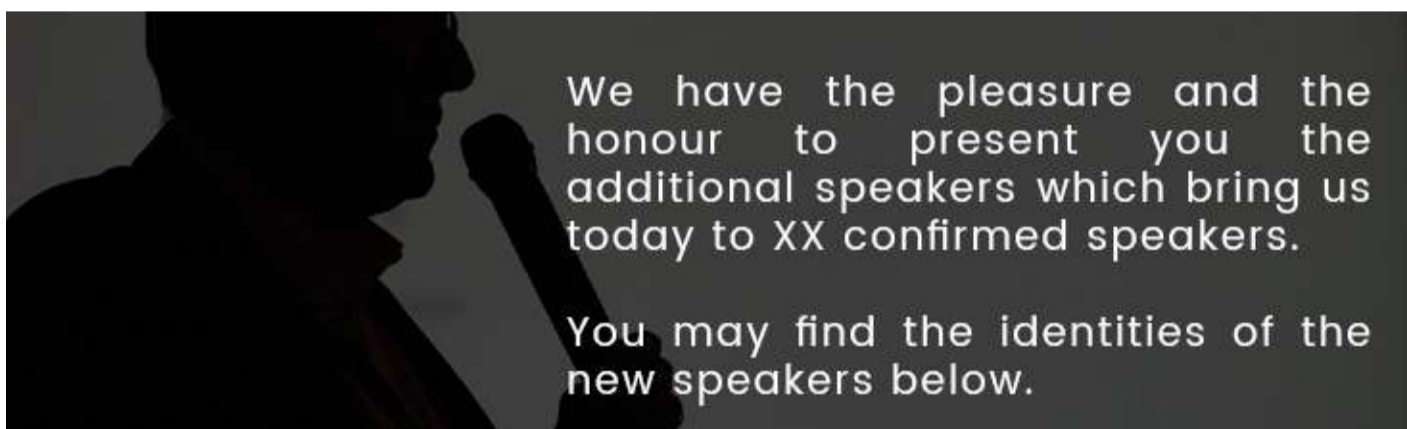 We have the pleasure and the
honour to present you the
additional speakers which bring us
today to XX confirmed speakers.
You may find the identities of the
new speakers below.